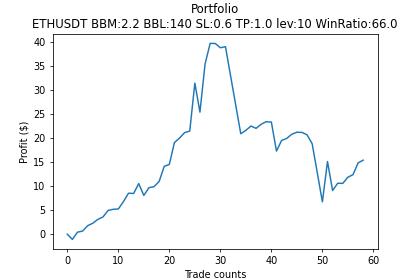 Portfolio
ETHUSDT BBM:2.2 BBL:140 SL:0.6 TP:1.0 lev:10 WinRatio:66.0
40
35
30
25
20
15
10
5
0
Profit ($)
0 10 20 30 40 50 60
Trade counts